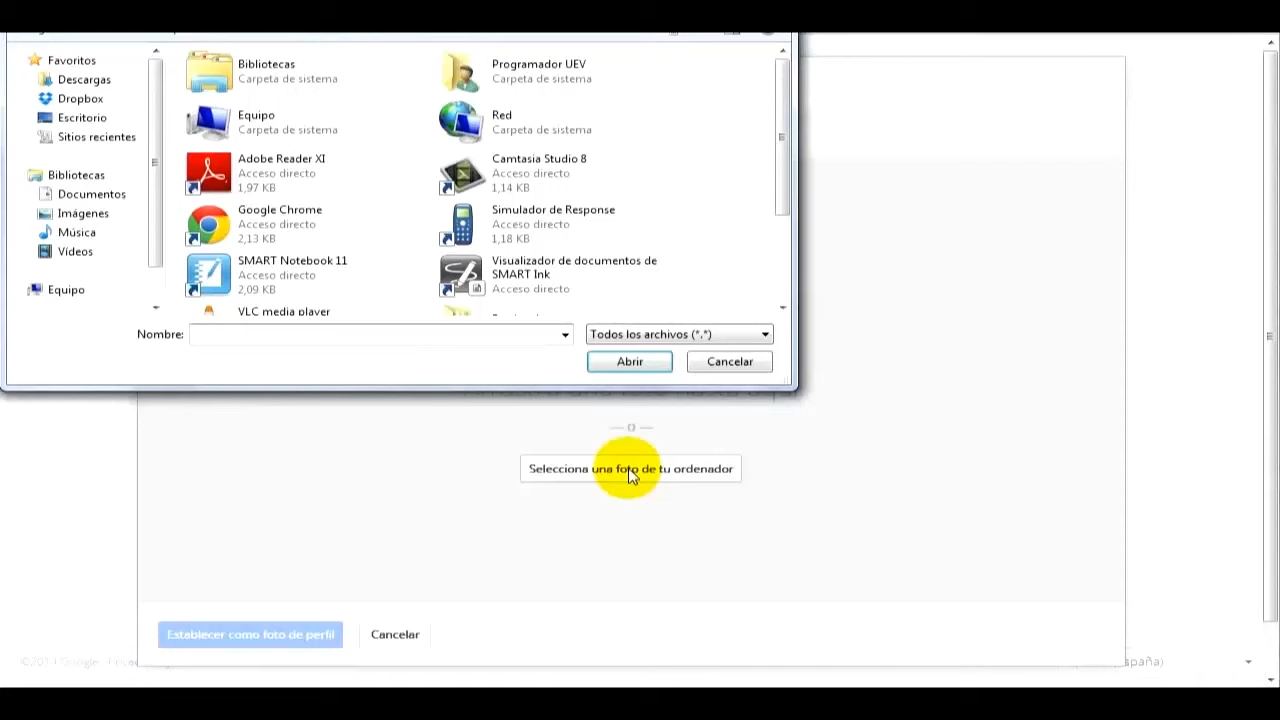 Favoritos
Descargas
Dropbox
Escritorio
Sitios recientes
Bibliotecas
Documentos
Imágenes
Música
Vídeos
Equipo
Bibliotecas
Carpeta de sistema
Programador UEV
Carpeta de sistema
Equipo
Carpeta de sistema
Red
Carpeta de sistema
Adobe Reader XI
Acceso directo
1,97 KB
Camtasia Studio 8
Acceso directo
1,14 KB
Google Chrome
Acceso directo
2,13 KB
Simulador de Response
Acceso directo
1,18 KB
SMART Notebook 11
Acceso directo
2,09 KB
Visualizador de documentos de
SMART Ink
Acceso directo
VLC media player
Nombre:
Todos los archivos (*.*)
Abrir
Cancelar
— o —
Selecciona una foto de tu ordenador
Establecer como foto de perfil
Cancelar